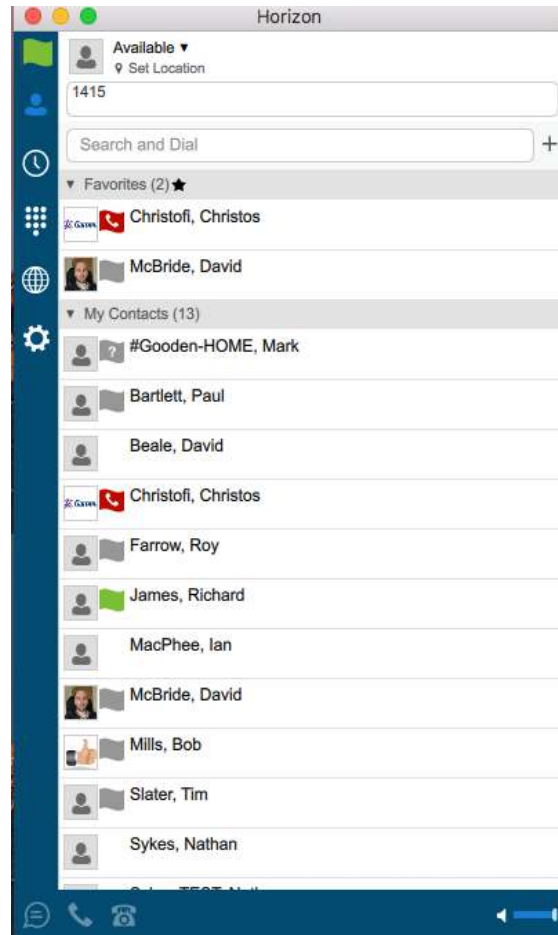 Horizon
Available ▾
Set Location
1415
Search and Dial
+
▾ Favorites (2)★
Christofi, Christos
McBride, David
▾ My Contacts (13)
#Gooden-HOME, Mark
?
Bartlett, Paul
Beale, David
Christofi, Christos
Farrow, Roy
James, Richard
MacPhee, Ian
McBride, David
Mills, Bob
Slater, Tim
Sykes, Nathan